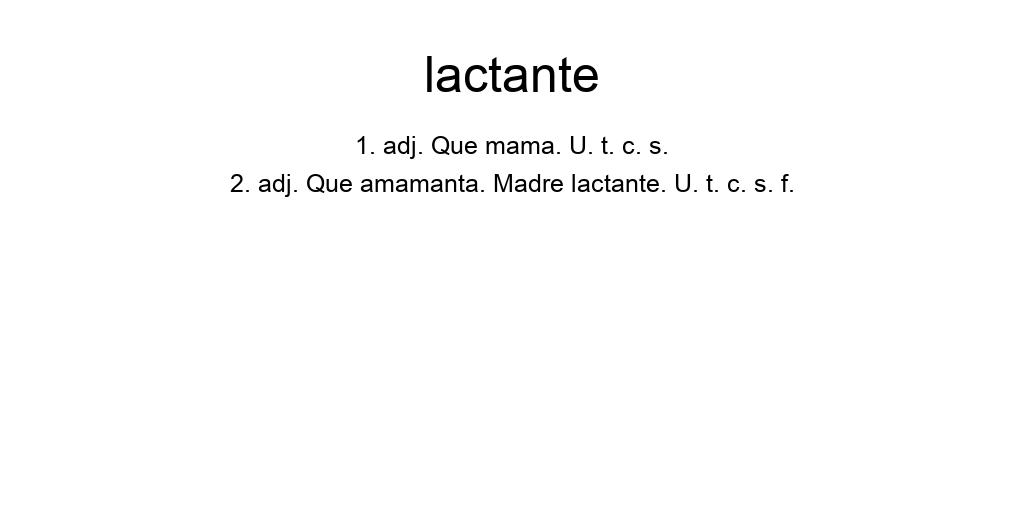 lactante
1. adj. Que mama. U. t. c. s.
2. adj. Que amamanta. Madre lactante. U. t. c. s. f.